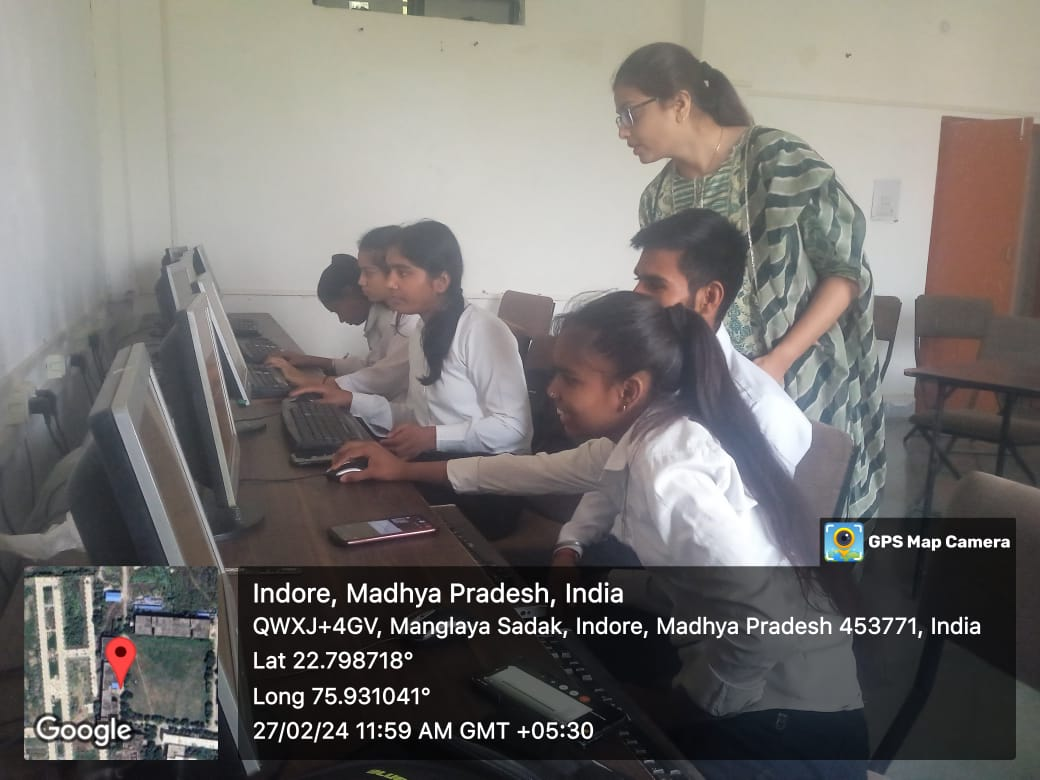 GPS Map Camera
Indore, Madhya Pradesh, India
QWXJ+4GV, Manglaya Sadak, Indore, Madhya Pradesh 453771, India
Lat 22.798718°
Long 75.931041°
27/02/24 11:59 AM GMT +05:30
Google